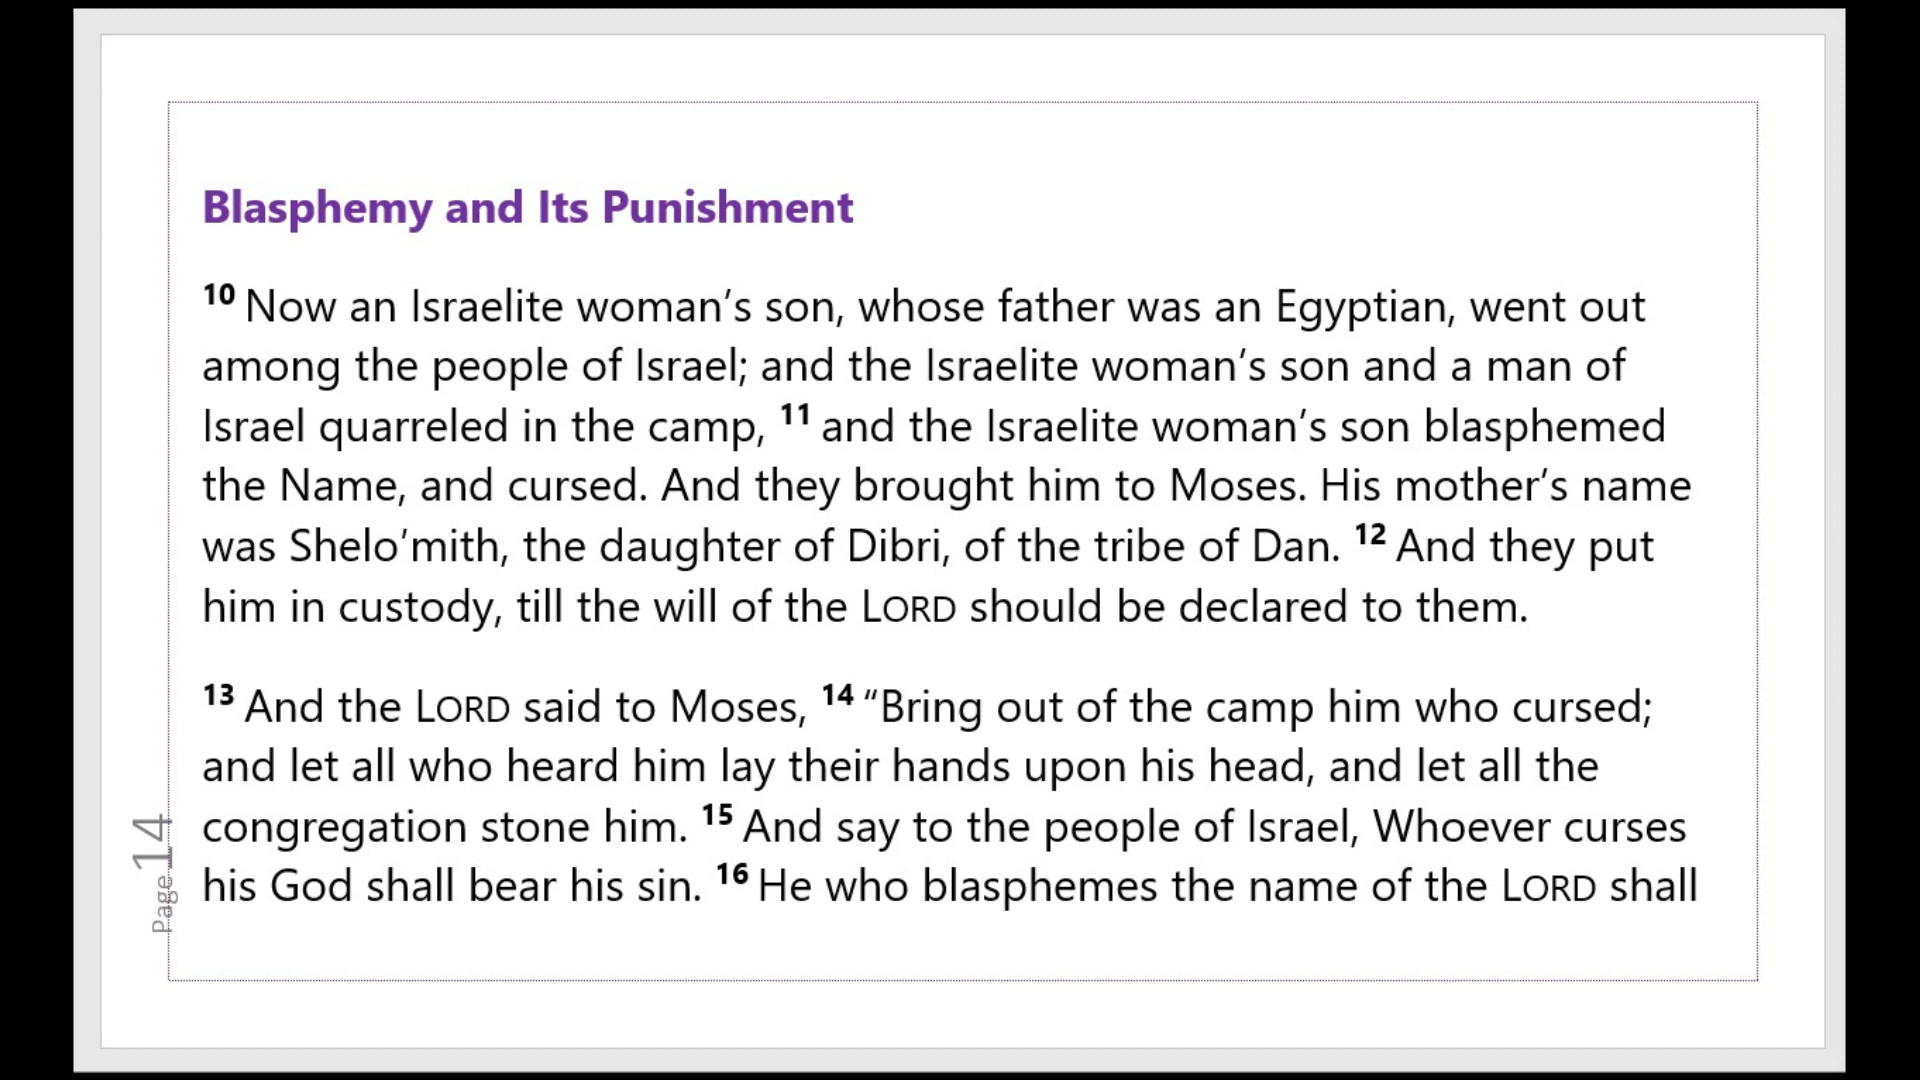 Blasphemy and Its Punishment
10 Now an Israelite woman’s son, whose father was an Egyptian, went out
among the people of Israel; and the Israelite woman’s son and a man of
Israel quarreled in the camp, 11 and the Israelite woman’s son blasphemed
the Name, and cursed. And they brought him to Moses. His mother’s name
was Shelo′mith, the daughter of Dibri, of the tribe of Dan. 12 And they put
him in custody, till the will of the LORD should be declared to them.
13 And the LORD said to Moses, 14 “Bring out of the camp him who cursed;
and let all who heard him lay their hands upon his head, and let all the
congregation stone him. 15 And say to the people of Israel, Whoever curses
his God shall bear his sin. 16 He who blasphemes the name of the LORD shall
Page 14